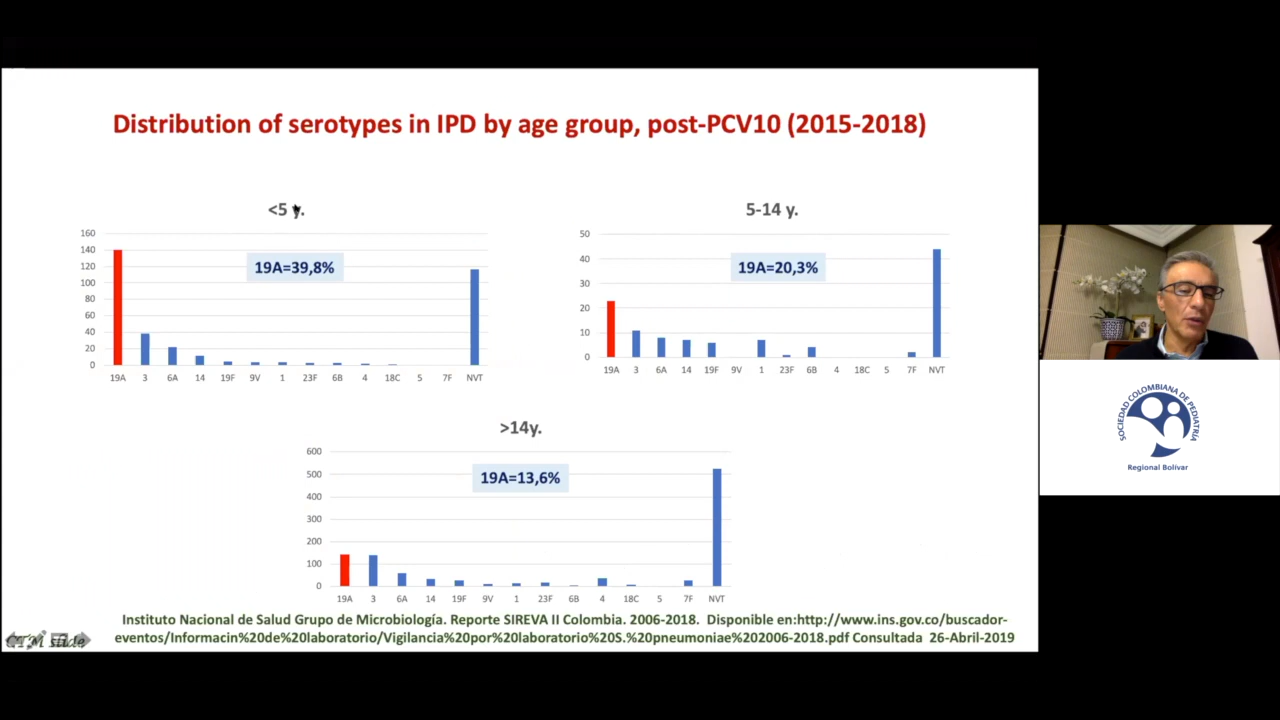 Distribution of serotypes in IPD by age group, post-PCV10 (2015-2018)
<5 y.
160
140
120
100
80
60
40
20
0
19A=39,8%
19A 3 6A 14 19F 9V 1 23F 6B 4 18C 5 7F NVT
5-14 y.
50
40
30
20
10
0
19A=20,3%
19A 3 6A 14 19F 9V 1 23F 6B 4 18C 5 7F NVT
>14y.
600
500
400
300
200
100
0
19A=13,6%
19A 3 6A 14 19F 9V 1 23F 6B 4 18C 5 7F NVT
Instituto Nacional de Salud Grupo de Microbiología. Reporte SIREVA II Colombia. 2006-2018. Disponible en:http://www.ins.gov.co/buscador-
eventos/Informacin%20de%20laboratorio/Vigilancia%20por%20laboratorio%20S.%20pneumoniae%202006-2018.pdf Consultada 26-Abril-2019
slide
SOCIEDAD COLOMBIANA DE PEDIATRÍA
Regional Bolívar